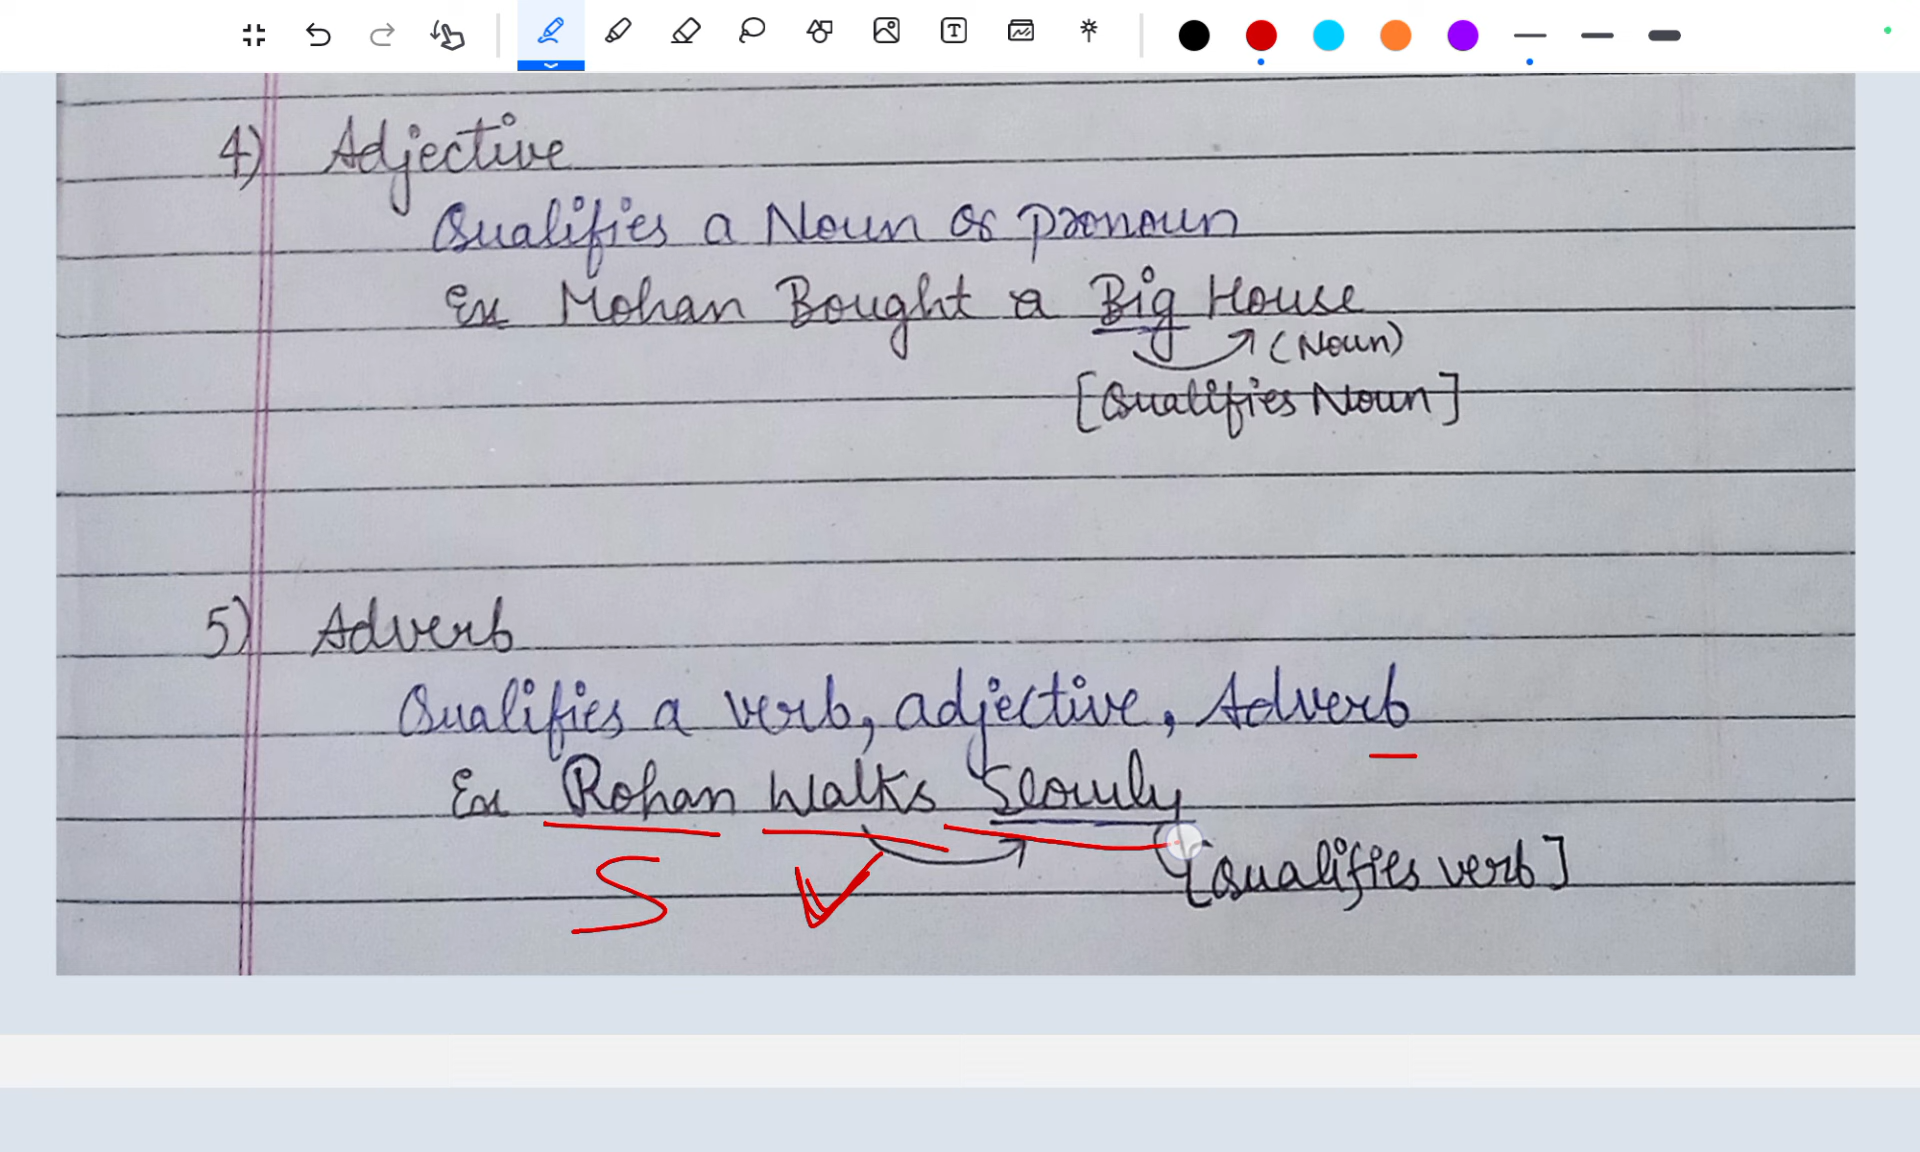 4) Adjective
Qualifies a Noun or pronoun
Ex Mohan Bought a Big House
(Noun)
[Qualifies Noun]
5) Adverb
Qualifies a verb, adjective, Adverb
Ex Rohan Walks Slowly
S V
[Qualifies verb]